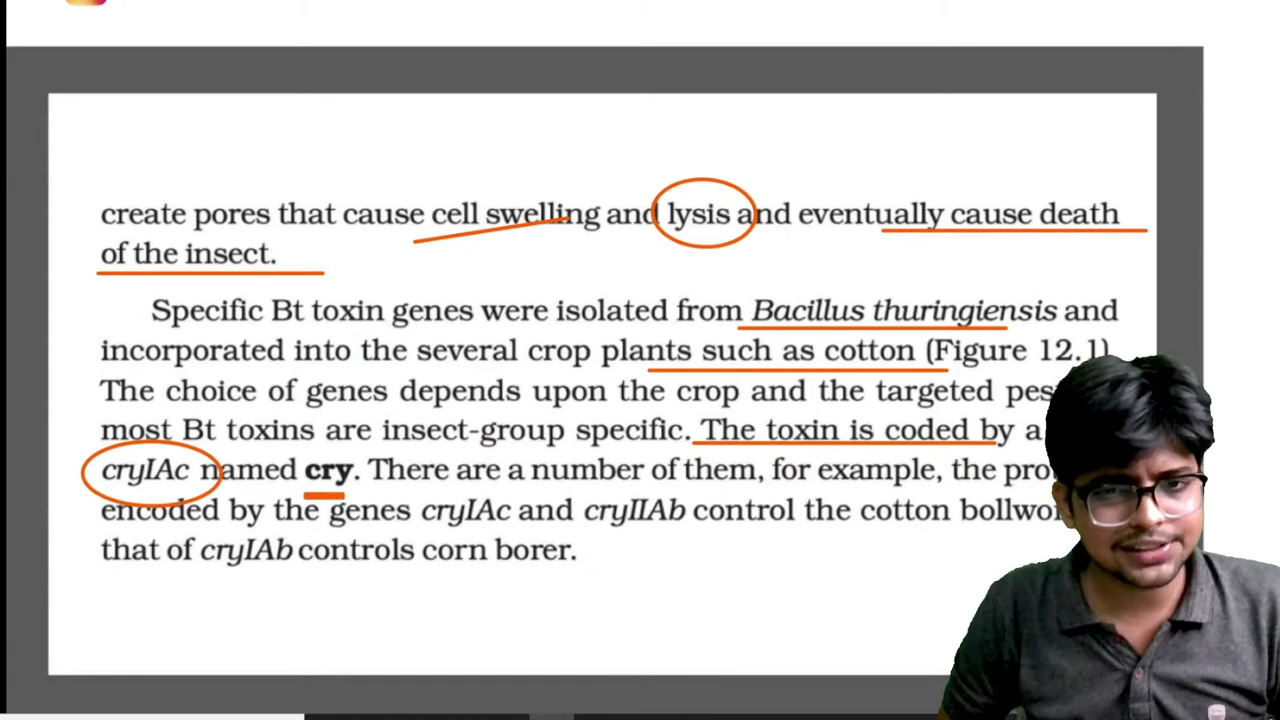 create pores that cause cell swelling and lysis and eventually cause death
of the insect.
Specific Bt toxin genes were isolated from Bacillus thuringiensis and
incorporated into the several crop plants such as cotton (Figure 12.1).
The choice of genes depends upon the crop and the targeted
most Bt toxins are insect-group specific. The toxin is coded by a
cryIAc named cry. There are a number of them, for example, the
encoded by the genes cryIAc and cryIIAb control the cotton
that of cryIAb controls corn borer.